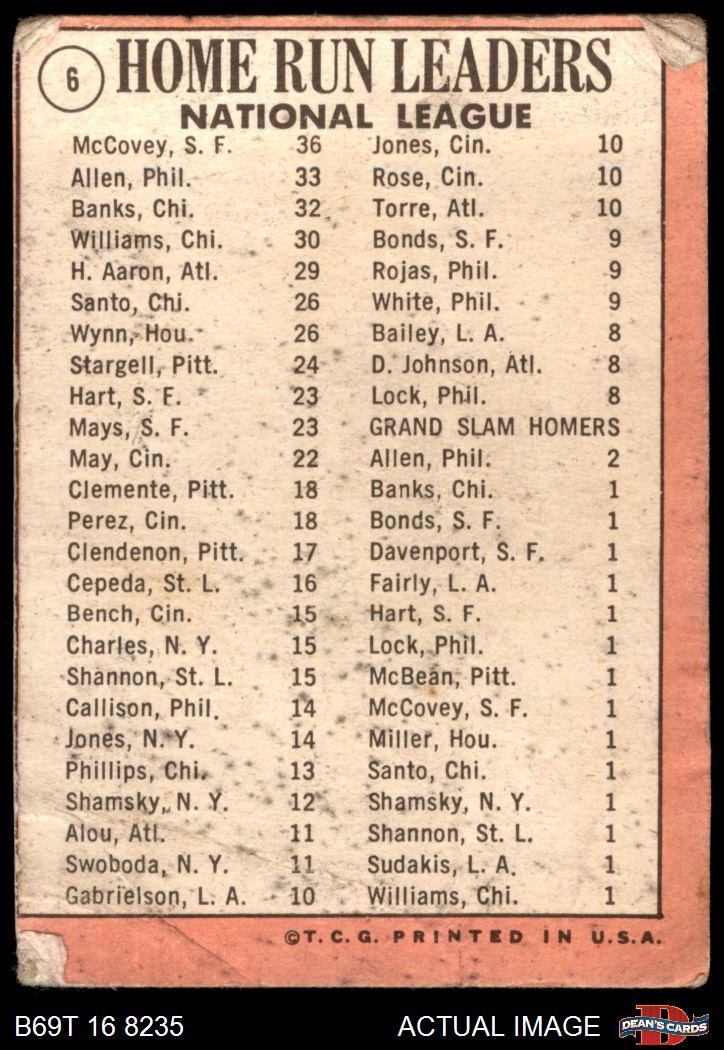 6 HOME RUN LEADERS
NATIONAL LEAGUE
McCovey, S. F. 36
Allen, Phil. 33
Banks, Chi. 32
Williams, Chi. 30
H. Aaron, Atl. 29
Santo, Chi. 26
Wynn, Hou. 26
Stargell, Pitt. 24
Hart, S. F. 23
Mays, S. F. 23
May, Cin. 22
Clemente, Pitt. 18
Perez, Cin. 18
Clendenon, Pitt. 17
Cepeda, St. L. 16
Bench, Cin. 15
Charles, N. Y. 15
Shannon, St. L. 15
Callison, Phil. 14
Jones, N. Y. 14
Phillips, Chi. 13
Shamsky, N. Y. 12
Alou, Atl. 11
Swoboda, N. Y. 11
Gabrielson, L. A. 10
Jones, Cin. 10
Rose, Cin. 10
Torre, Atl. 10
Bonds, S. F. 9
Rojas, Phil. 9
White, Phil. 9
Bailey, L. A. 8
D. Johnson, Atl. 8
Lock, Phil. 8
GRAND SLAM HOMERS
Allen, Phil. 2
Banks, Chi. 1
Bonds, S. F. 1
Davenport, S. F. 1
Fairly, L. A. 1
Hart, S. F. 1
Lock, Phil. 1
McBean, Pitt. 1
McCovey, S. F. 1
Miller, Hou. 1
Santo, Chi. 1
Shamsky, N. Y. 1
Shannon, St. L. 1
Sudakis, L. A. 1
Williams, Chi. 1
©T. C. G. PRINTED IN U.S.A.
B69T 16 8235 ACTUAL IMAGE
D
DEAN'S CARDS